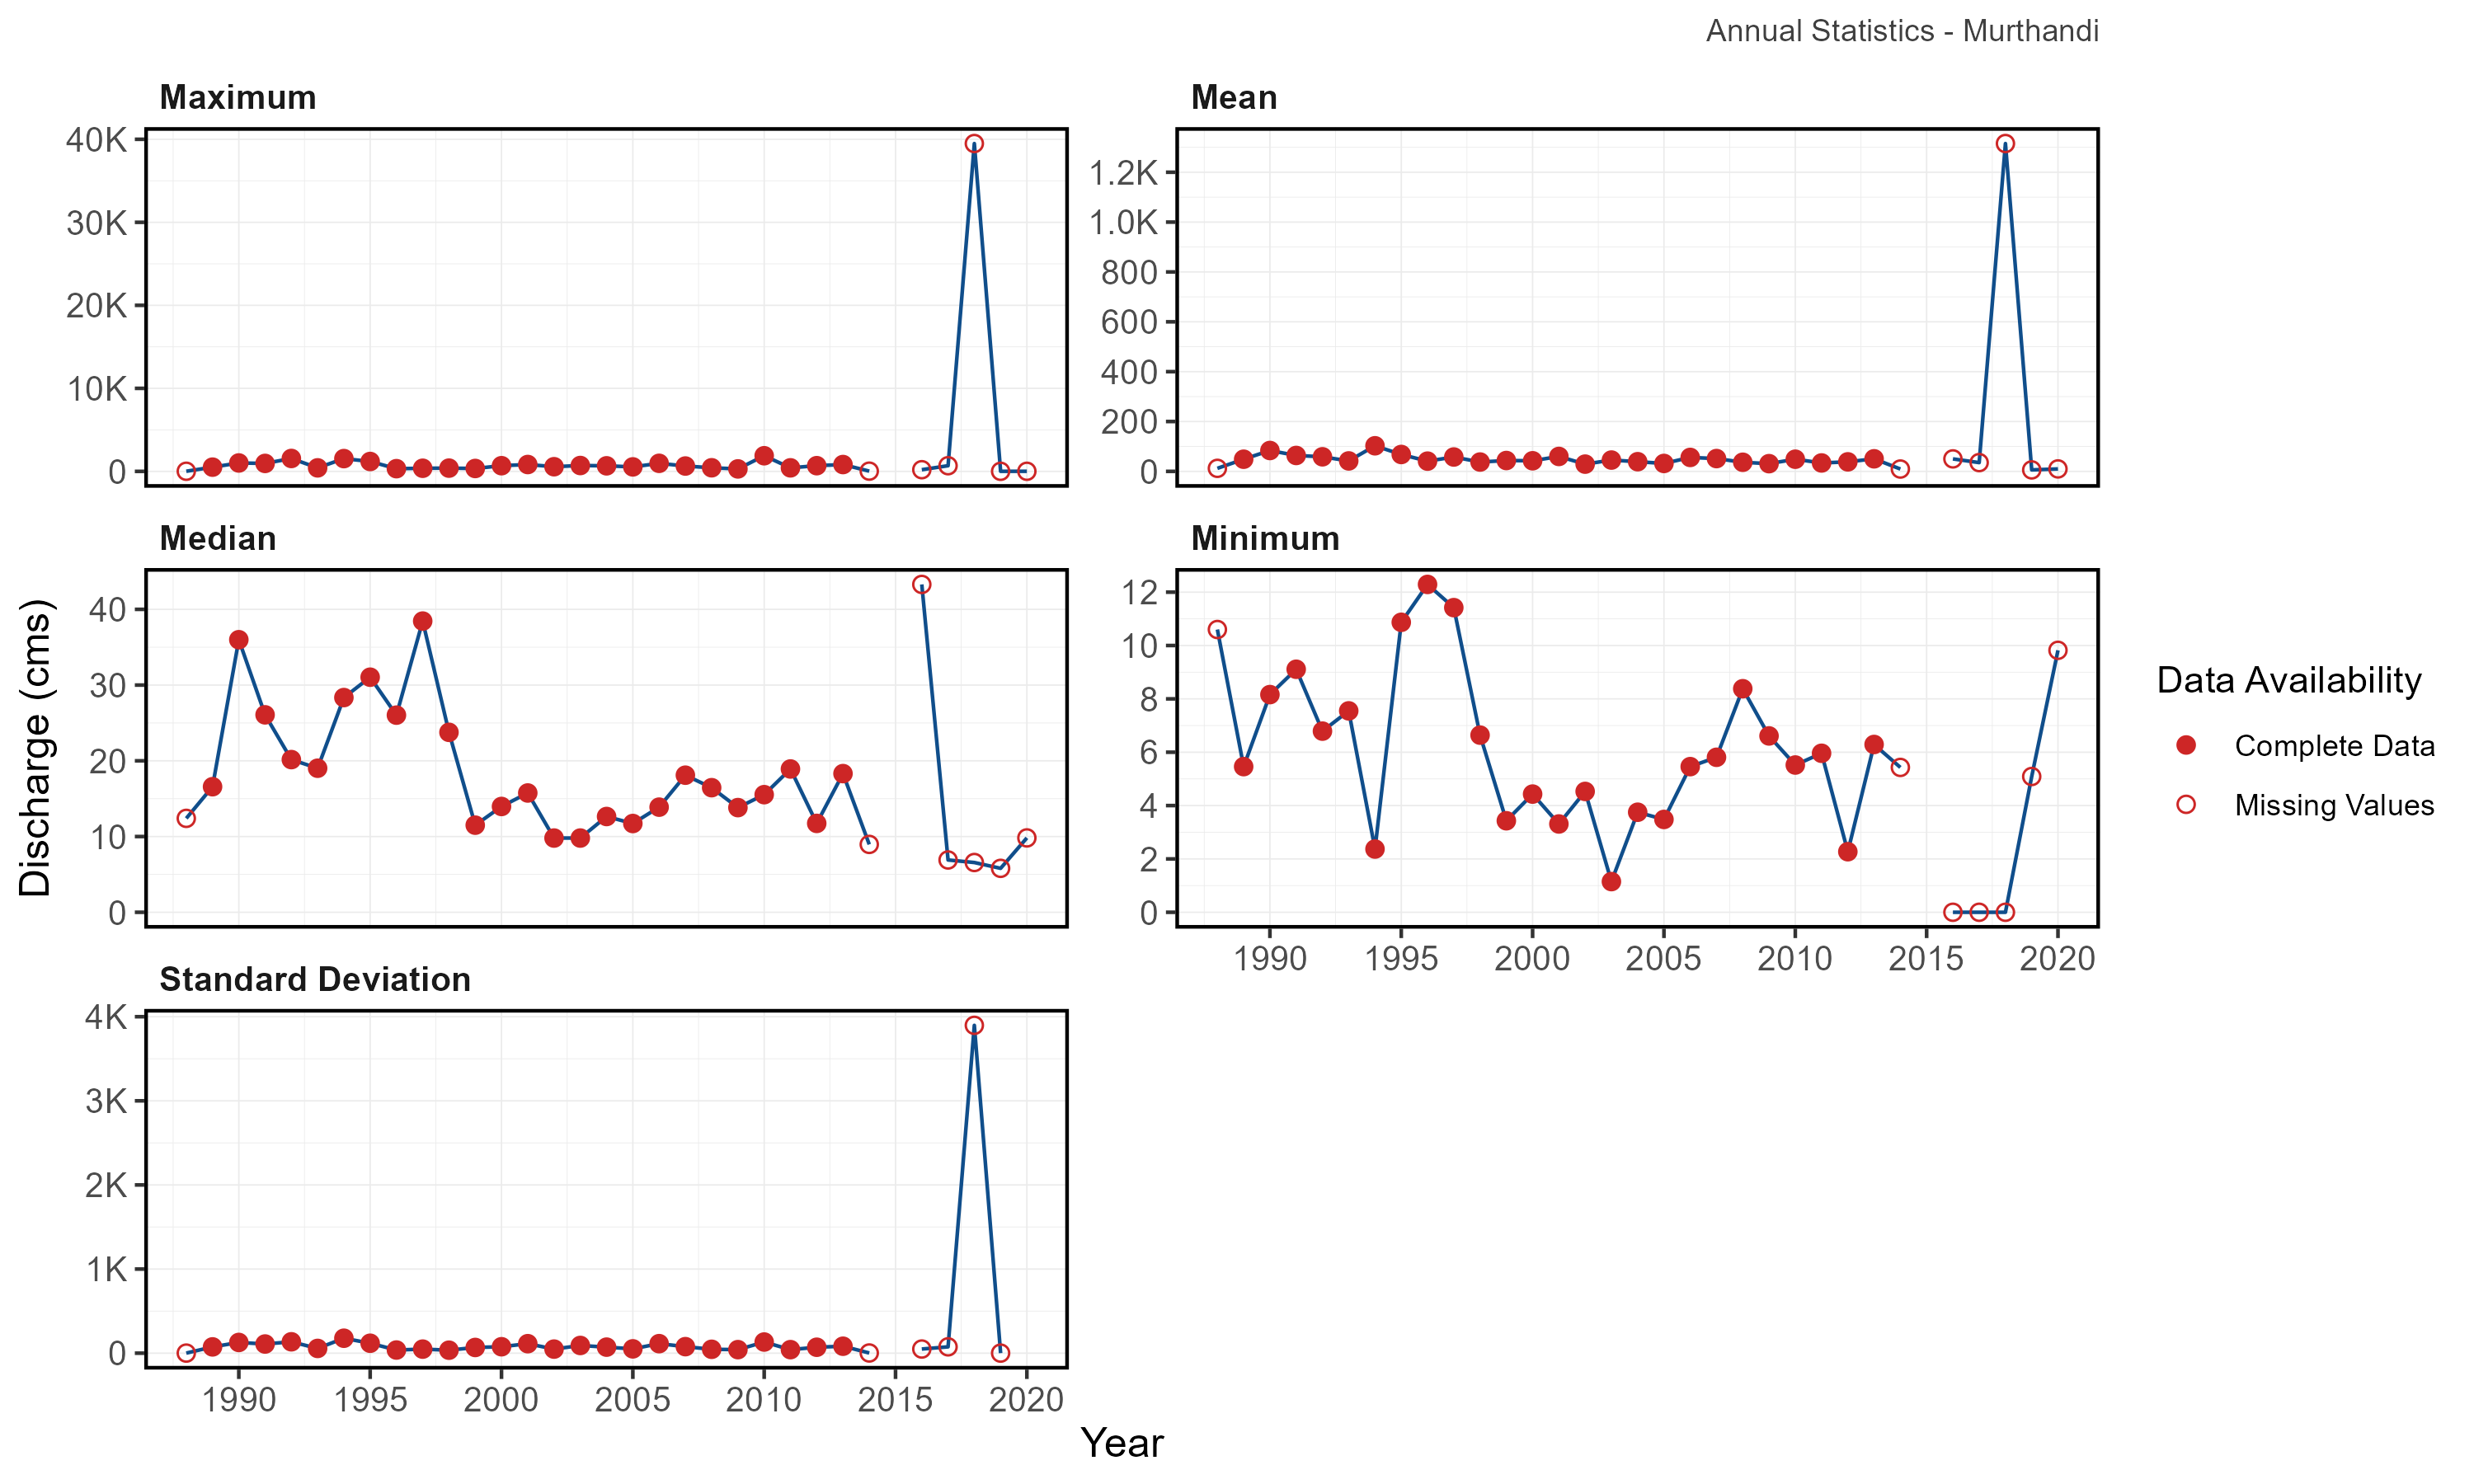 Annual Statistics - Murthandi
Maximum
Mean
40K
30K
20K
10K
0
1.2K
1.0K
800
600
400
200
0
Median
Minimum
40
30
20
10
0
12
10
8
6
4
2
0
1990 1995 2000 2005 2010 2015 2020
Discharge (cms)
Data Availability
Complete Data
Missing Values
Standard Deviation
4K
3K
2K
1K
0
1990 1995 2000 2005 2010 2015 2020
Year